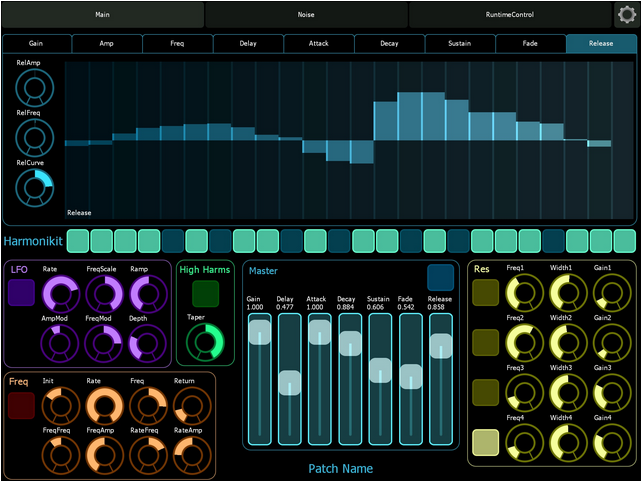 Main Noise RuntimeControl
Gain Amp Freq Delay Attack Decay Sustain Fade Release
RelAmp
RelFreq
RelCurve
Release
Harmonikit
LFO Rate FreqScale Ramp
AmpMod FreqMod Depth
High Harms
Taper
Master
Gain Delay Attack Decay Sustain Fade Release
1.000 0.477 1.000 0.884 0.606 0.542 0.858
Res Freq1 Width1 Gain1
Freq2 Width2 Gain2
Freq3 Width3 Gain3
Freq4 Width4 Gain4
Freq Init Rate Freq Return
FreqFreq FreqAmp RateFreq RateAmp
Patch Name